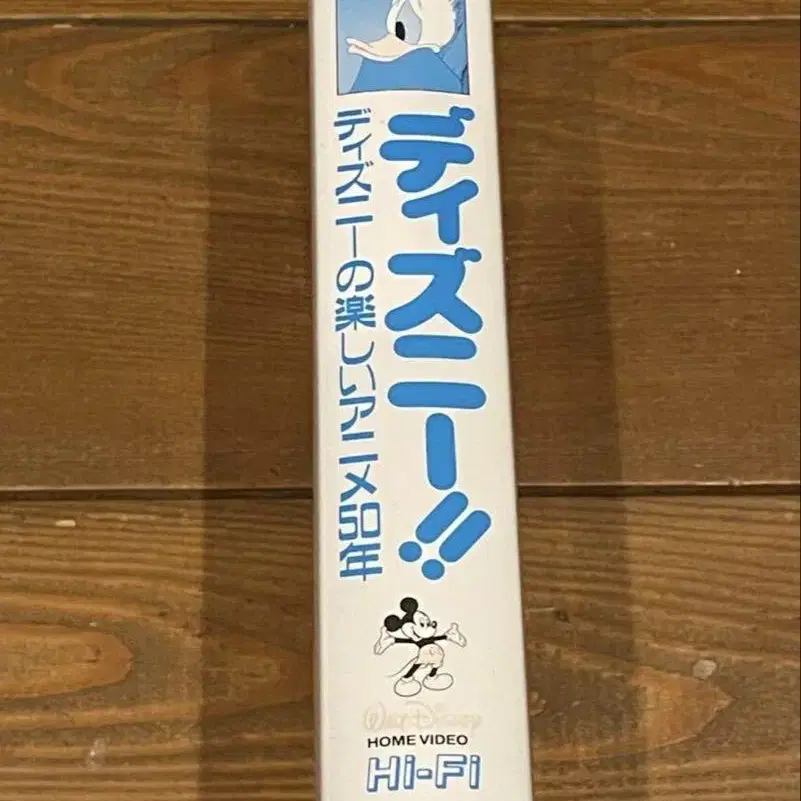 ディズニー!!
ディズニーの楽しいアニメ50年
Walt Disney
HOME VIDEO
Hi-Fi